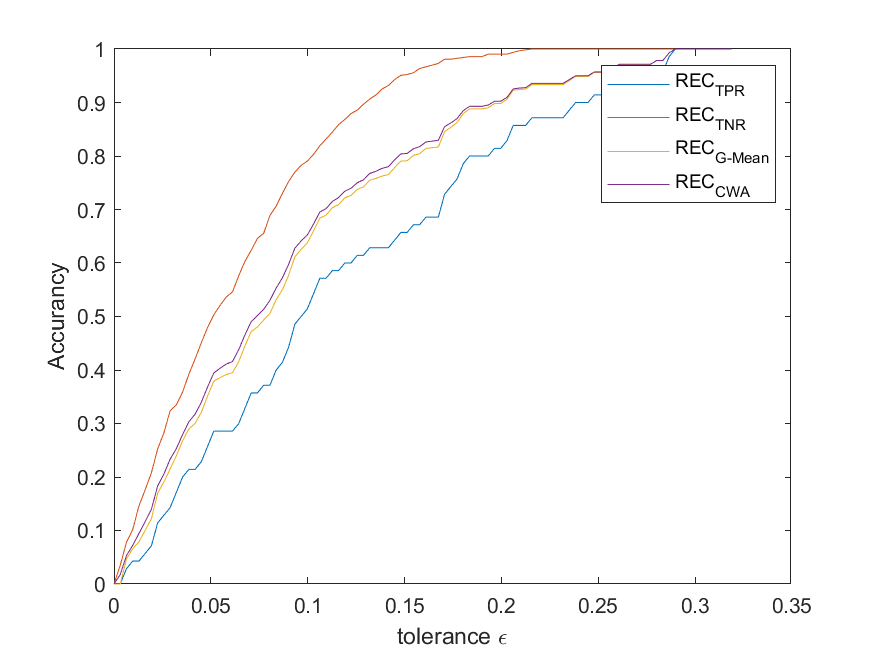 1
0.9
0.8
0.7
0.6
0.5
0.4
0.3
0.2
0.1
0
Accurancy
0 0.05 0.1 0.15 0.2 0.25 0.3 0.35
tolerance ϵ
REC_TPR
REC_TNR
REC_G-Mean
REC_CWA